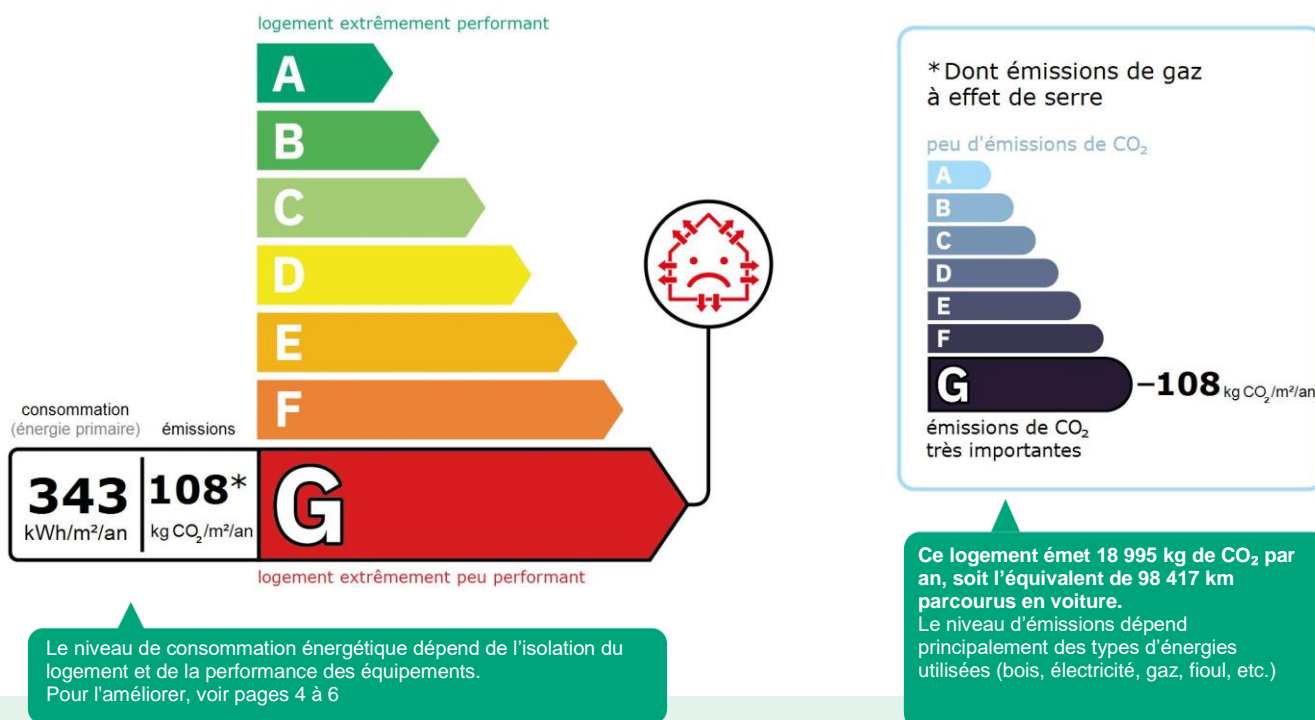 logement extrêmement performant
A
B
C
D
E
F
G
consommation
(énergie primaire)
émissions
343
kWh/m²/an
108*
kg CO₂/m²/an
logement extrêmement peu performant
Le niveau de consommation énergétique dépend de l’isolation du
logement et de la performance des équipements.
Pour l'améliorer, voir pages 4 à 6
*Dont émissions de gaz
à effet de serre
peu d'émissions de CO₂
A
B
C
D
E
F
G
–108 kg CO₂/m²/an
émissions de CO₂
très importantes
Ce logement émet 18 995 kg de CO₂ par
an, soit l’équivalent de 98 417 km
parcourus en voiture.
Le niveau d’émissions dépend
principalement des types d’énergies
utilisées (bois, électricité, gaz, fioul, etc.)